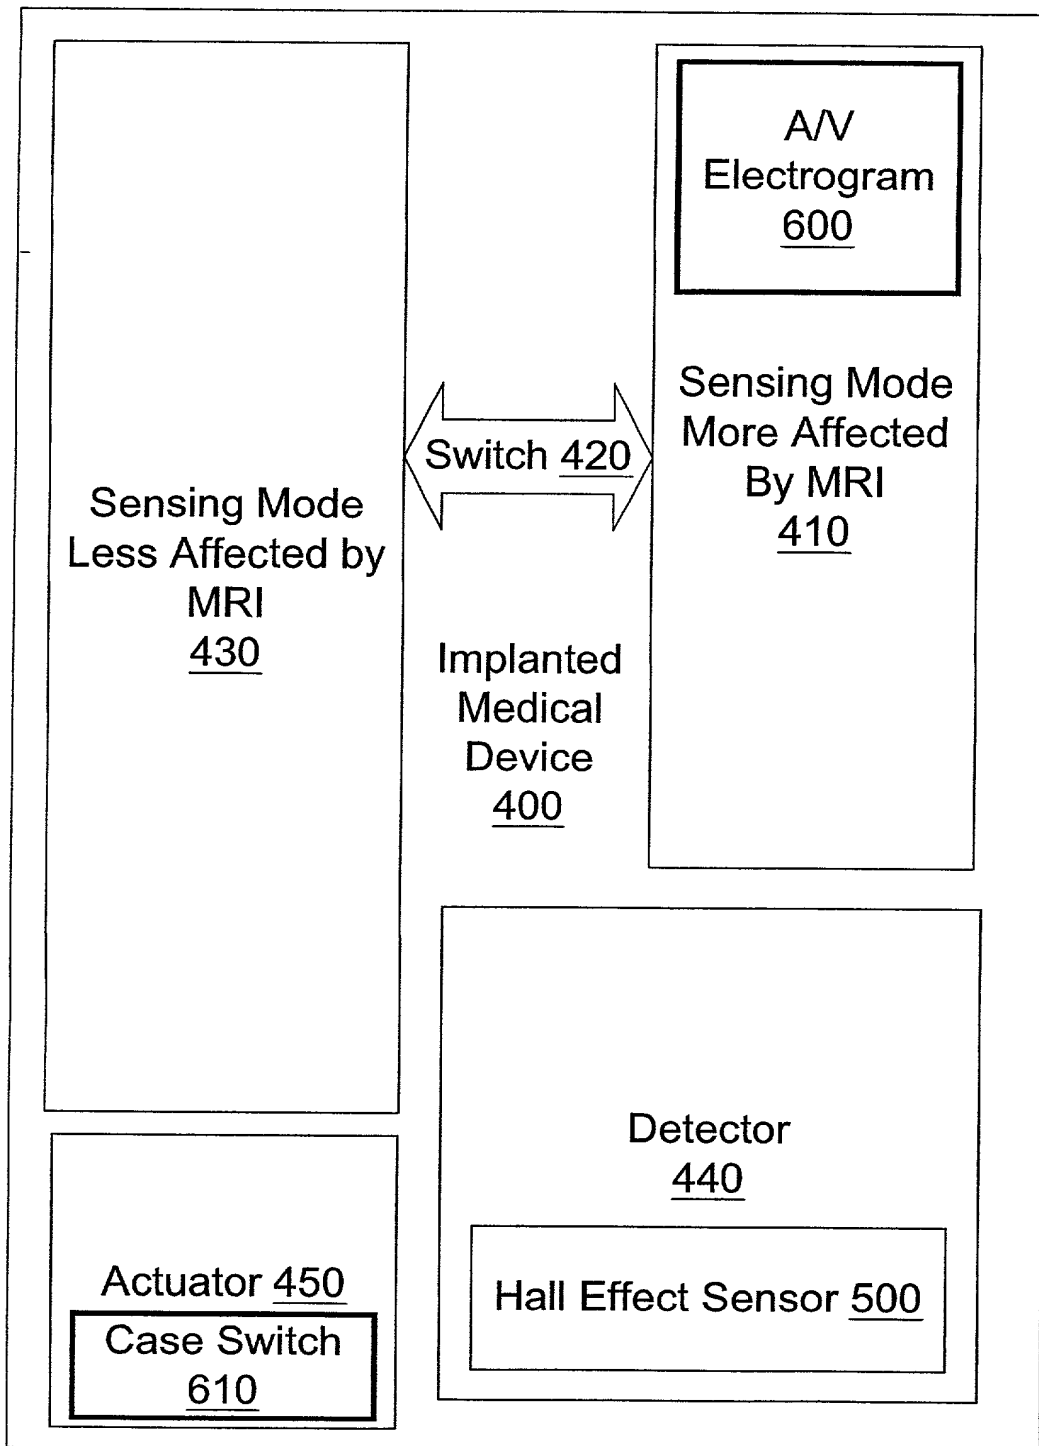 A/V
Electrogram
600
Sensing Mode
More Affected
By MRI
410
Switch 420
Sensing Mode
Less Affected by
MRI
430
Implanted
Medical
Device
400
Detector
440
Hall Effect Sensor 500
Actuator 450
Case Switch
610